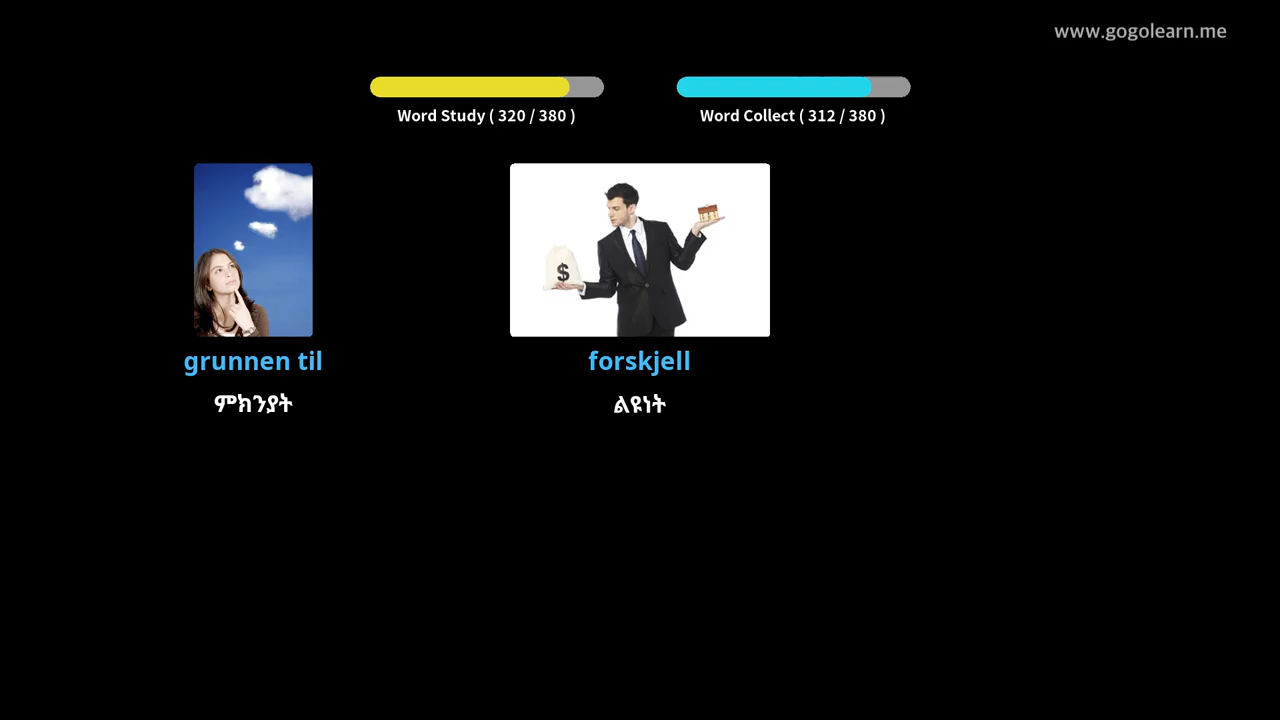 www.gogolearn.me
Word Study ( 320 / 380 )
Word Collect ( 312 / 380 )
$
grunnen til
ምክንያት
forskjell
ልዩነት